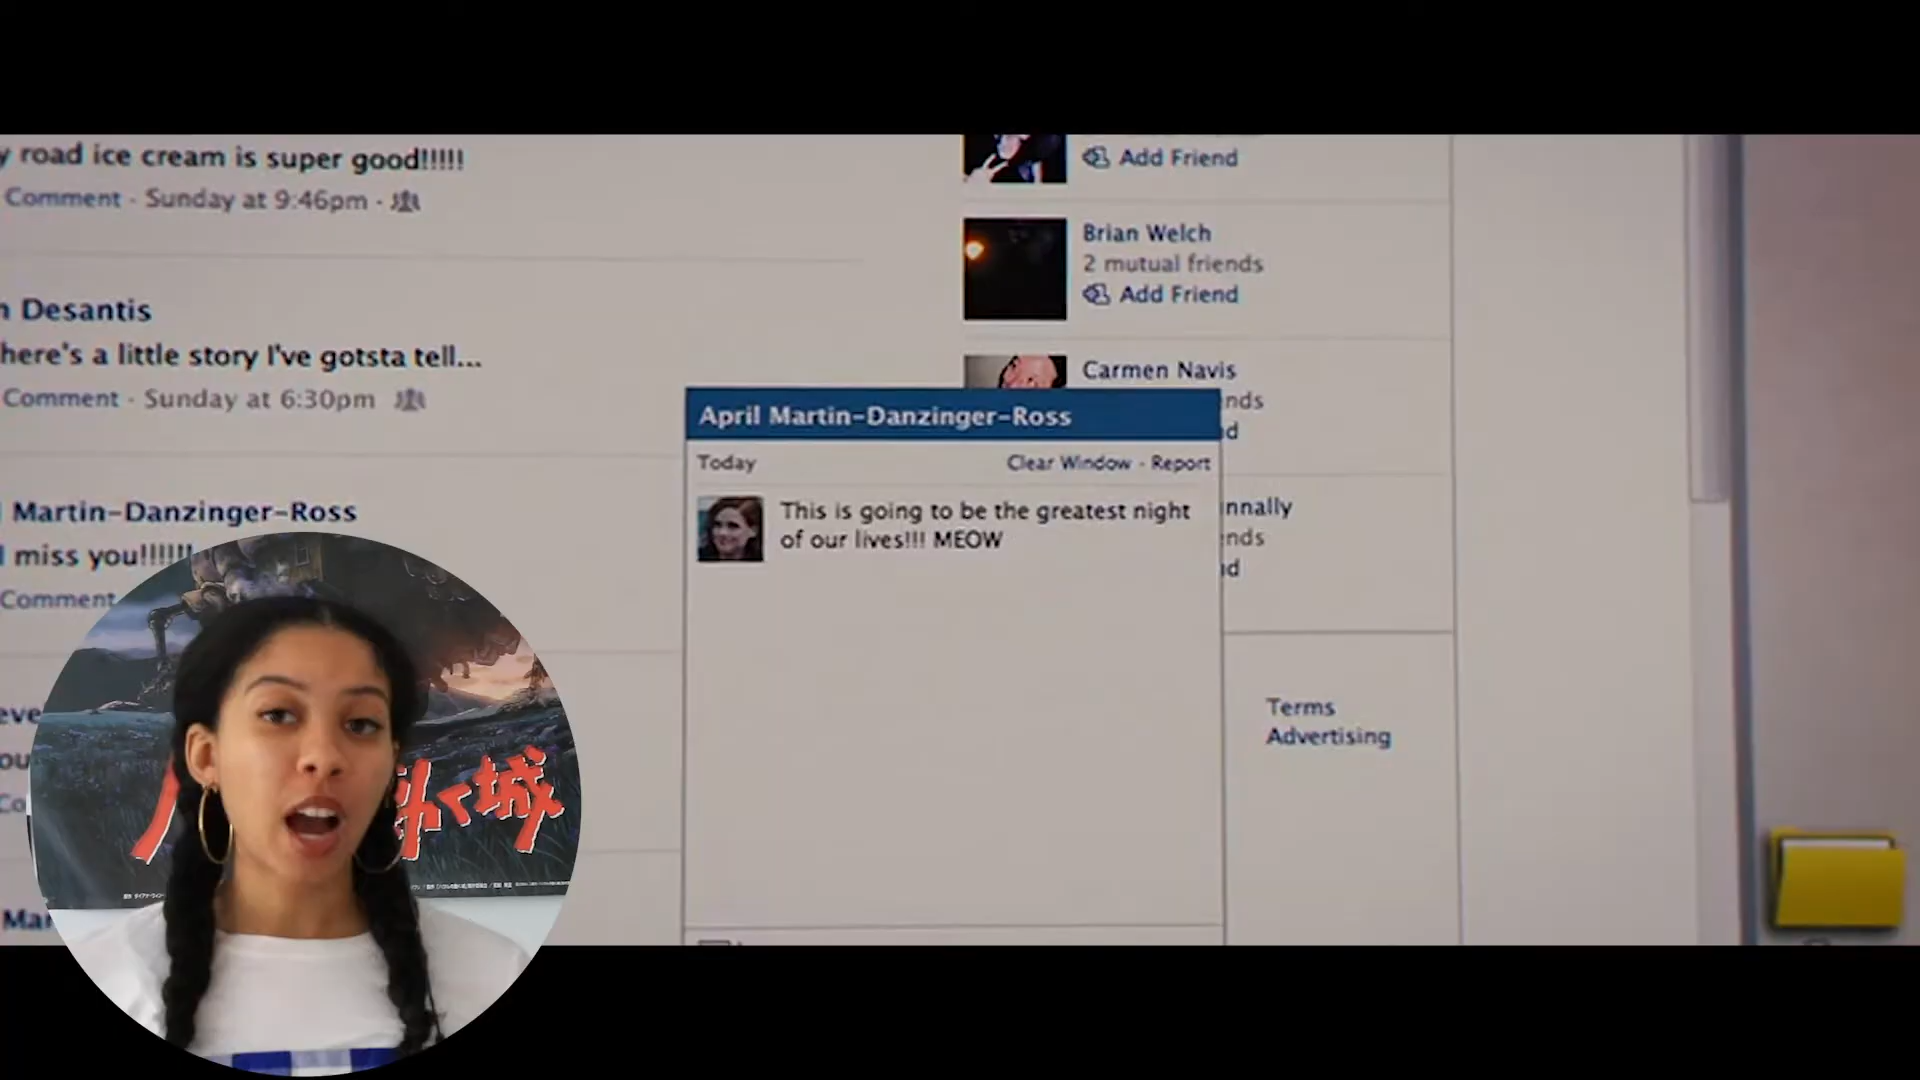 road ice cream is super good!!!!!
Comment · Sunday at 9:46pm ·
Desantis
here's a little story I've gotsta tell...
Comment · Sunday at 6:30pm
Martin-Danzinger-Ross
I miss you!!!!!!
Comment
Add Friend
Brian Welch
2 mutual friends
Add Friend
Carmen Navis
April Martin-Danzinger-Ross
Today
Clear Window - Report
This is going to be the greatest night
of our lives!!! MEOW
Terms
Advertising
く城